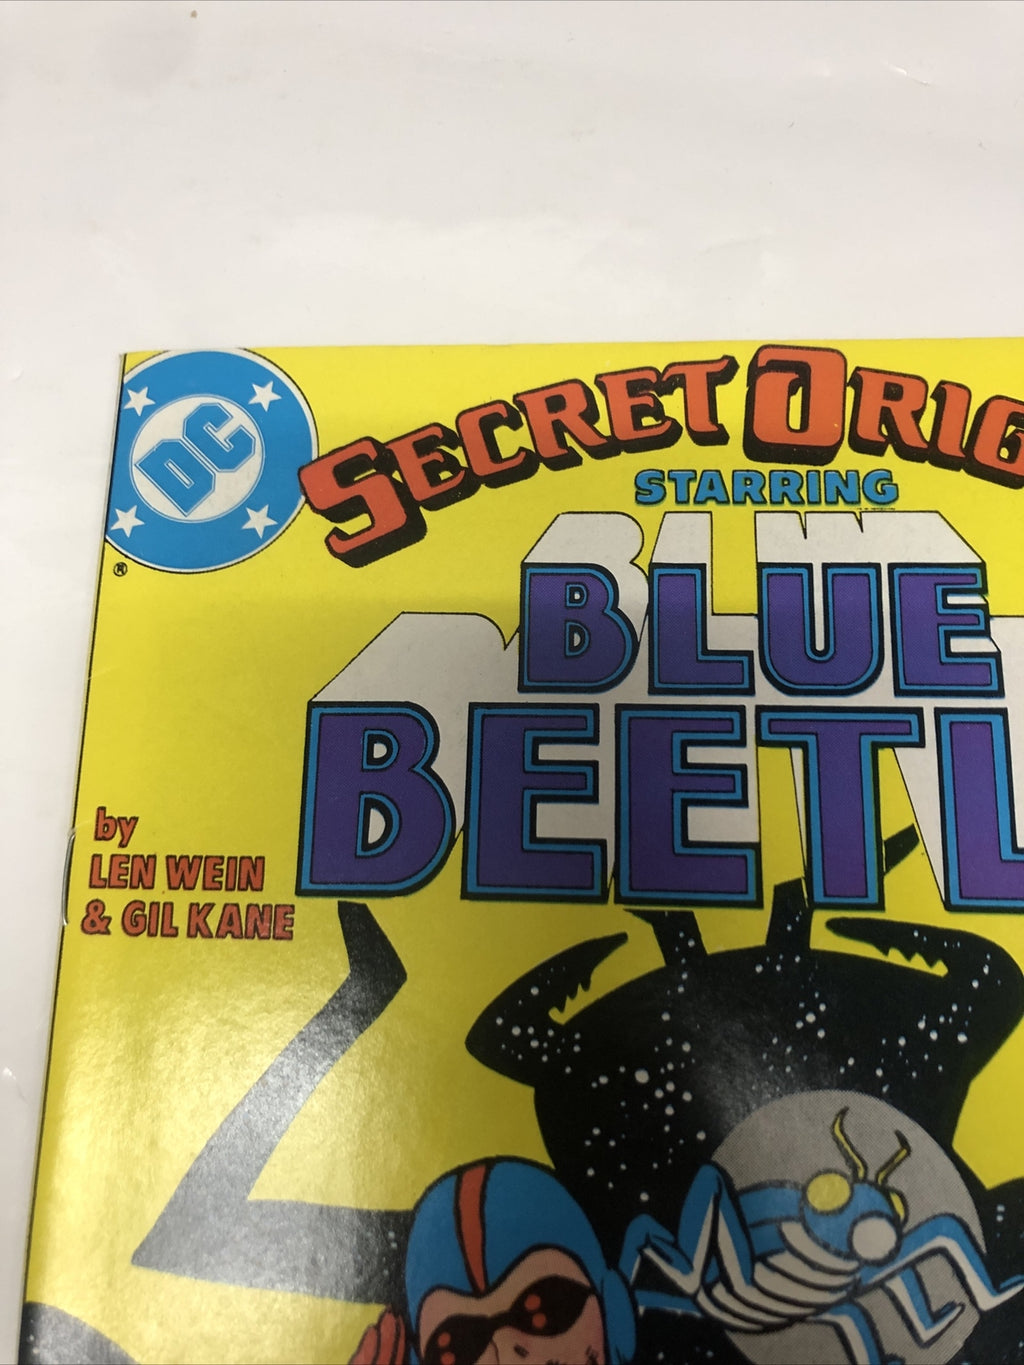 DC
®
SECRET ORIG
STARRING
BLUE
BEETL
by
LEN WEIN
& GIL KANE